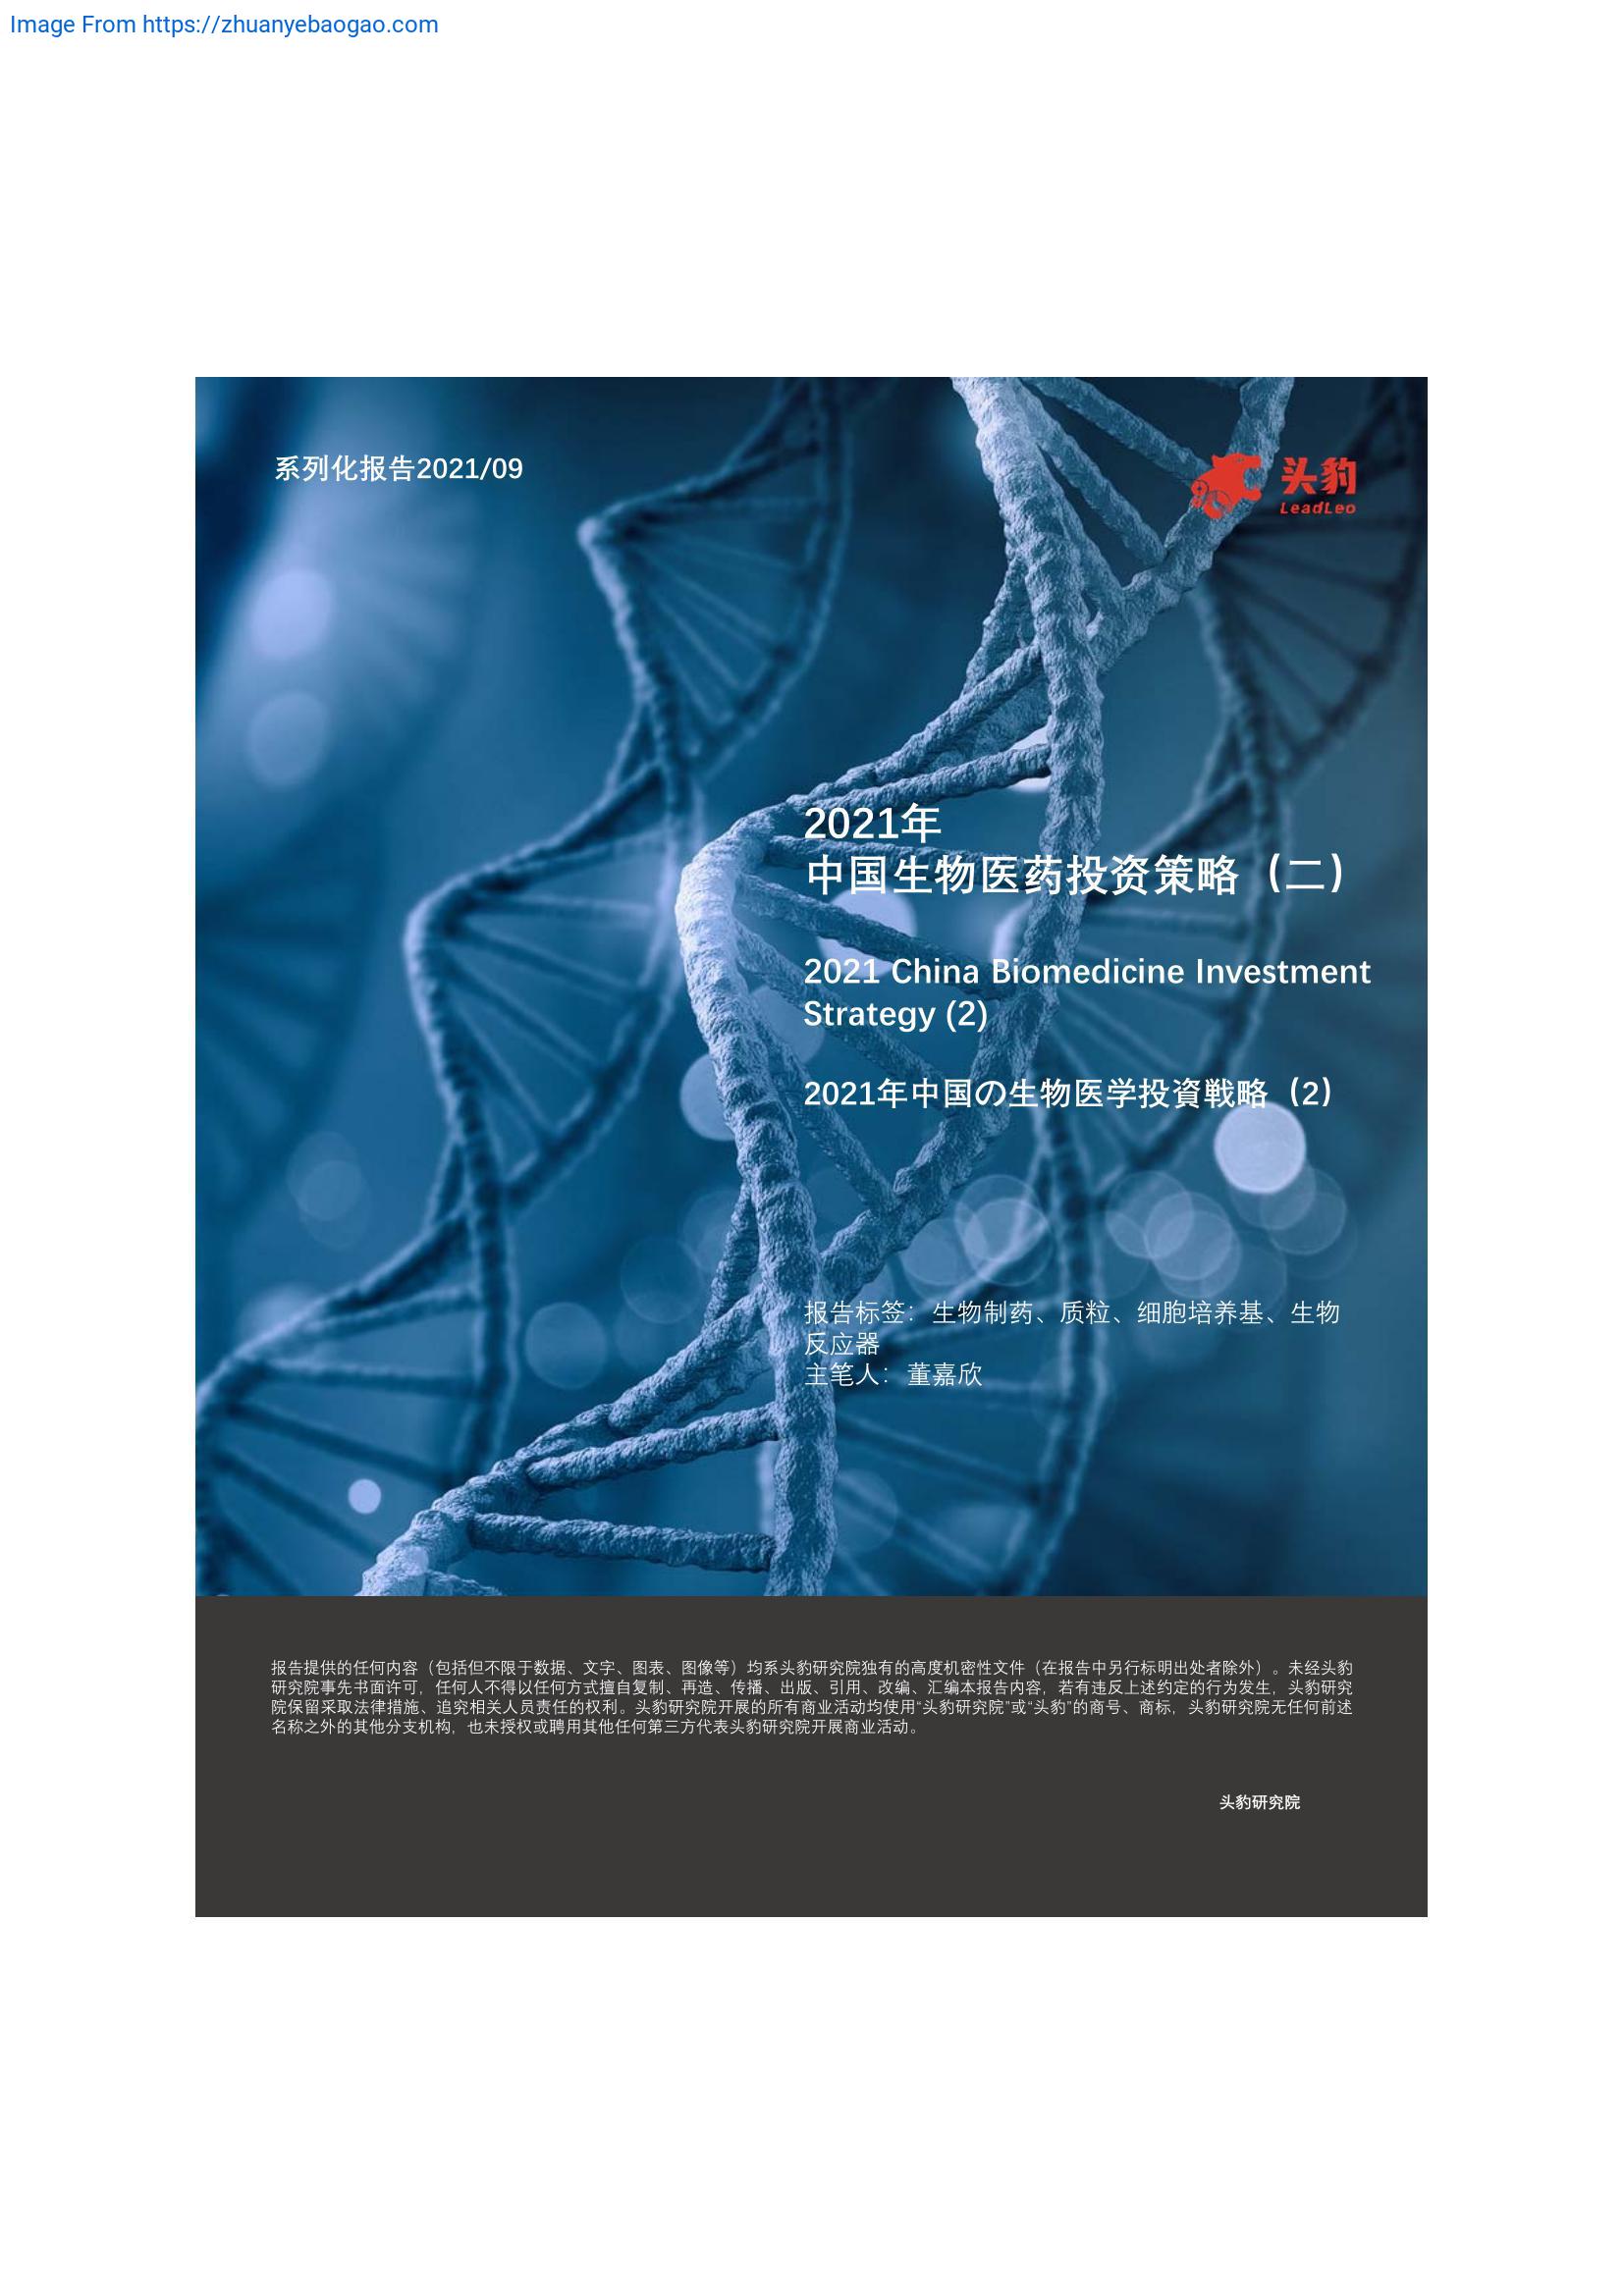 Image From https://zhuanyebaogao.com
系列化报告2021/09
头豹
LeadLeo
2021年
中国生物医药投资策略（二）
2021 China Biomedicine Investment
Strategy (2)
2021年中国の生物医学投資戦略（2）
报告标签：生物制药、质粒、细胞培养基、生物
反应器
主笔人：董嘉欣
报告提供的任何内容（包括但不限于数据、文字、图表、图像等）均系头豹研究院独有的高度机密性文件（在报告中另行标明出处者除外）。未经头豹
研究院事先书面许可，任何人不得以任何方式擅自复制、再造、传播、出版、引用、改编、汇编本报告内容，若有违反上述约定的行为发生，头豹研究
院保留采取法律措施、追究相关人员责任的权利。头豹研究院开展的所有商业活动均使用“头豹研究院”或“头豹”的商号、商标，头豹研究院无任何前述
名称之外的其他分支机构，也未授权或聘用其他任何第三方代表头豹研究院开展商业活动。
头豹研究院